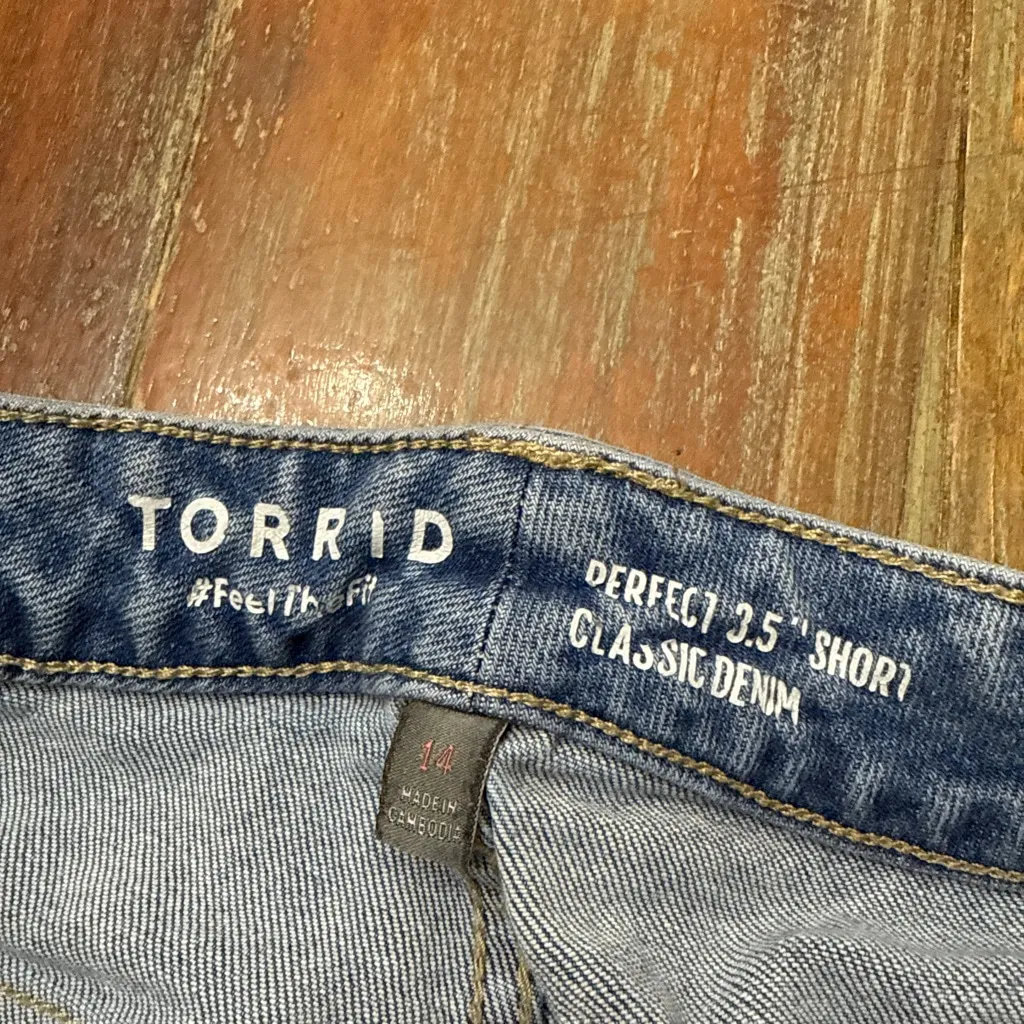 TORRID
#FeelTheFit
PERFECT 3.5" SHORT
CLASSIC DENIM
14
MADE IN
CAMBODIA